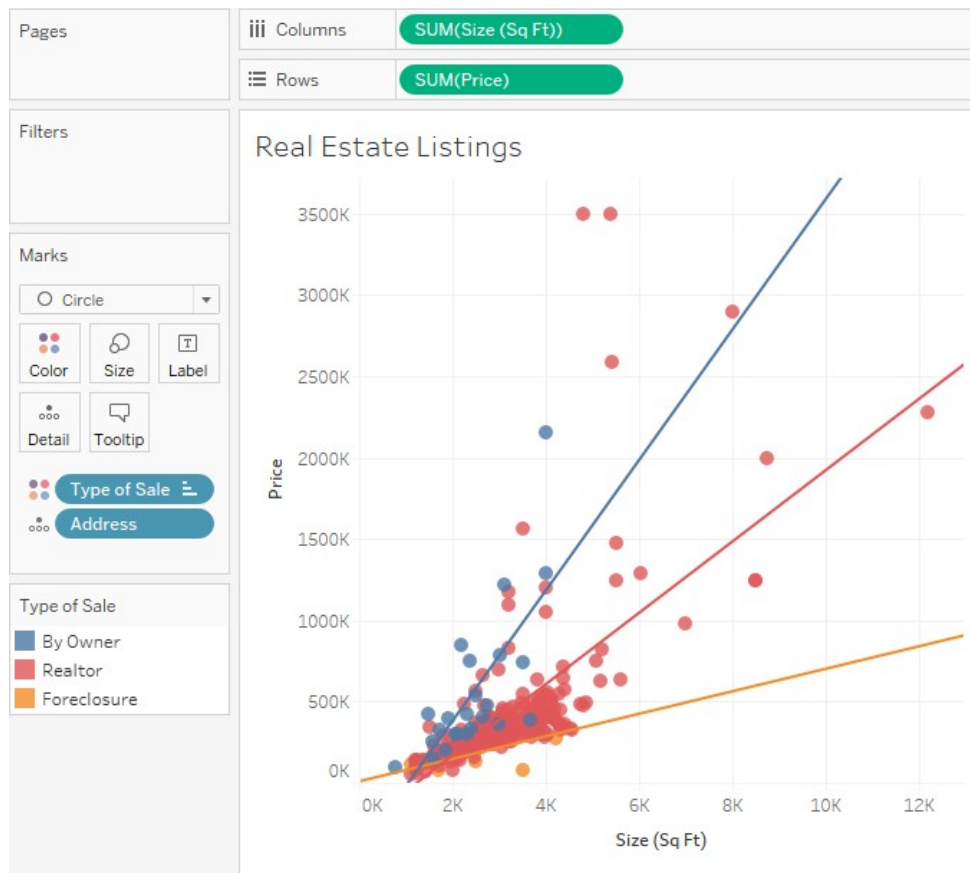 Pages
Columns
SUM(Size (Sq Ft))
Rows
SUM(Price)
Filters
Marks
Circle
Color
Size
T
Label
Detail
Tooltip
Type of Sale
Address
Type of Sale
By Owner
Realtor
Foreclosure
Real Estate Listings
3500K
3000K
2500K
2000K
1500K
1000K
500K
0K
Price
0K 2K 4K 6K 8K 10K 12K
Size (Sq Ft)